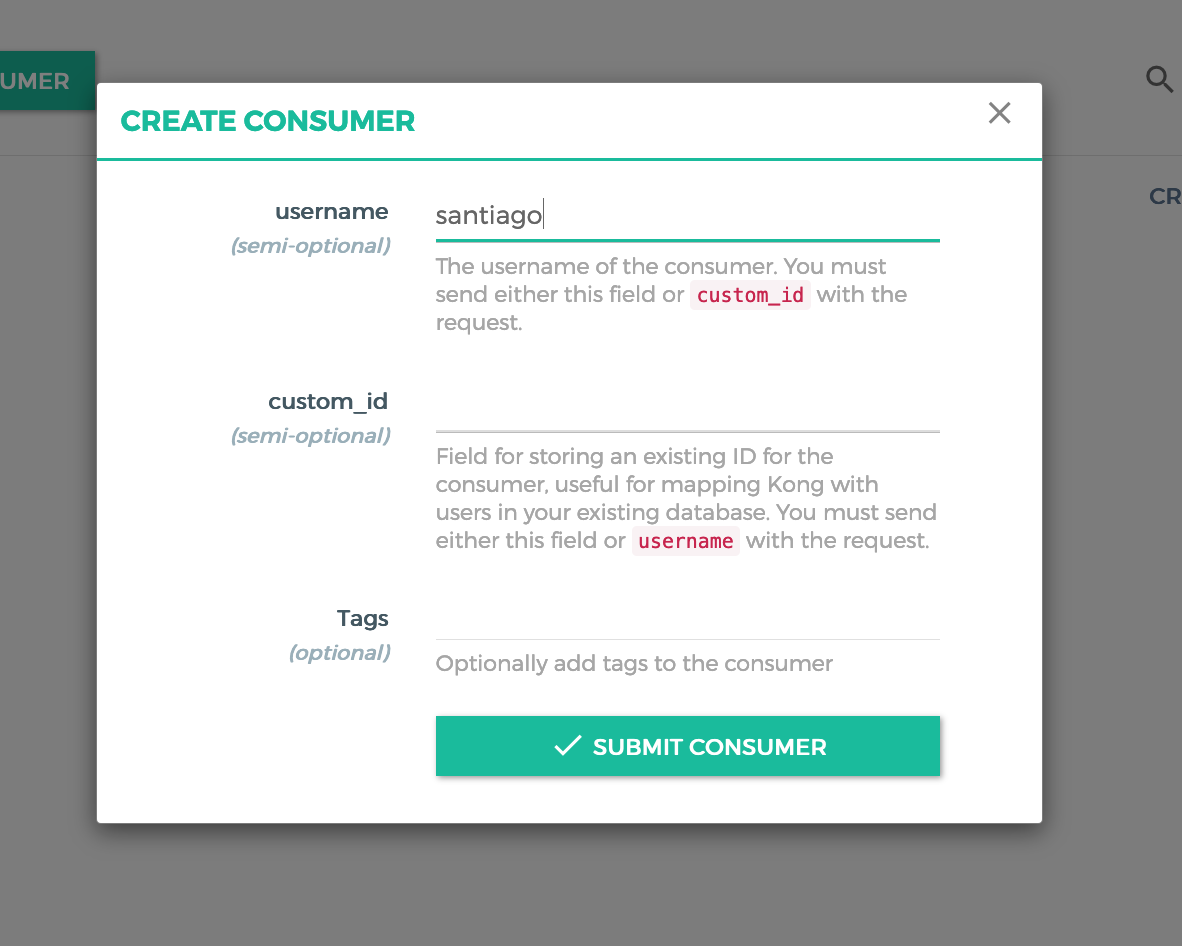 UMER
CREATE CONSUMER
CR
username
santiago
(semi-optional)
The username of the consumer. You must
send either this field or custom_id with the
request.
custom_id
(semi-optional)
Field for storing an existing ID for the
consumer, useful for mapping Kong with
users in your existing database. You must send
either this field or username with the request.
Tags
(optional)
Optionally add tags to the consumer
SUBMIT CONSUMER